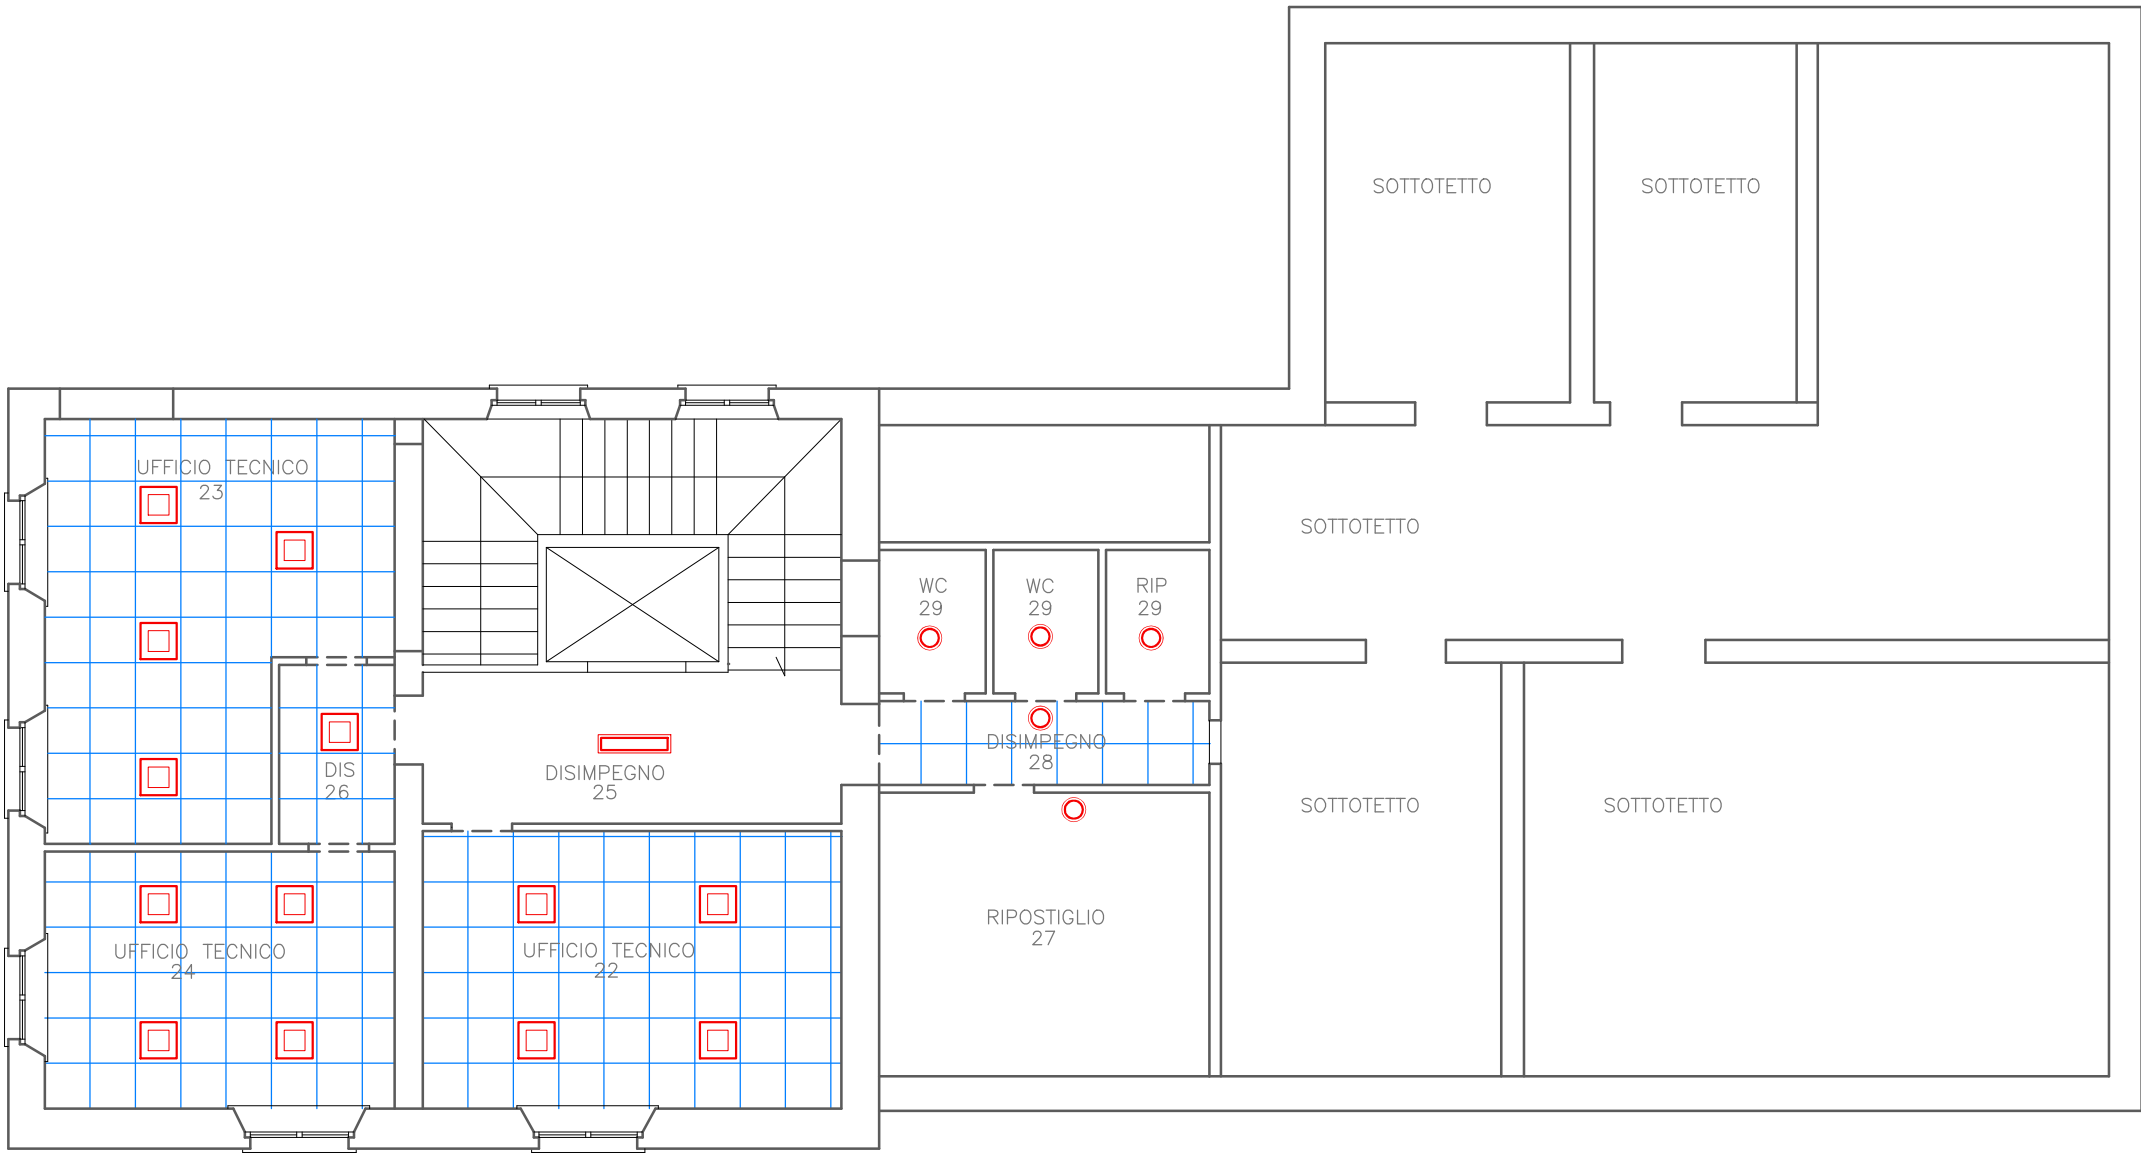 SOTTOTETTO
SOTTOTETTO
UFFICIO TECNICO
23
SOTTOTETTO
WC
29
WC
29
RIP
29
DISIMPEGNO
28
DIS
26
DISIMPEGNO
25
SOTTOTETTO
SOTTOTETTO
RIPOSTIGLIO
27
UFFICIO TECNICO
24
UFFICIO TECNICO
22